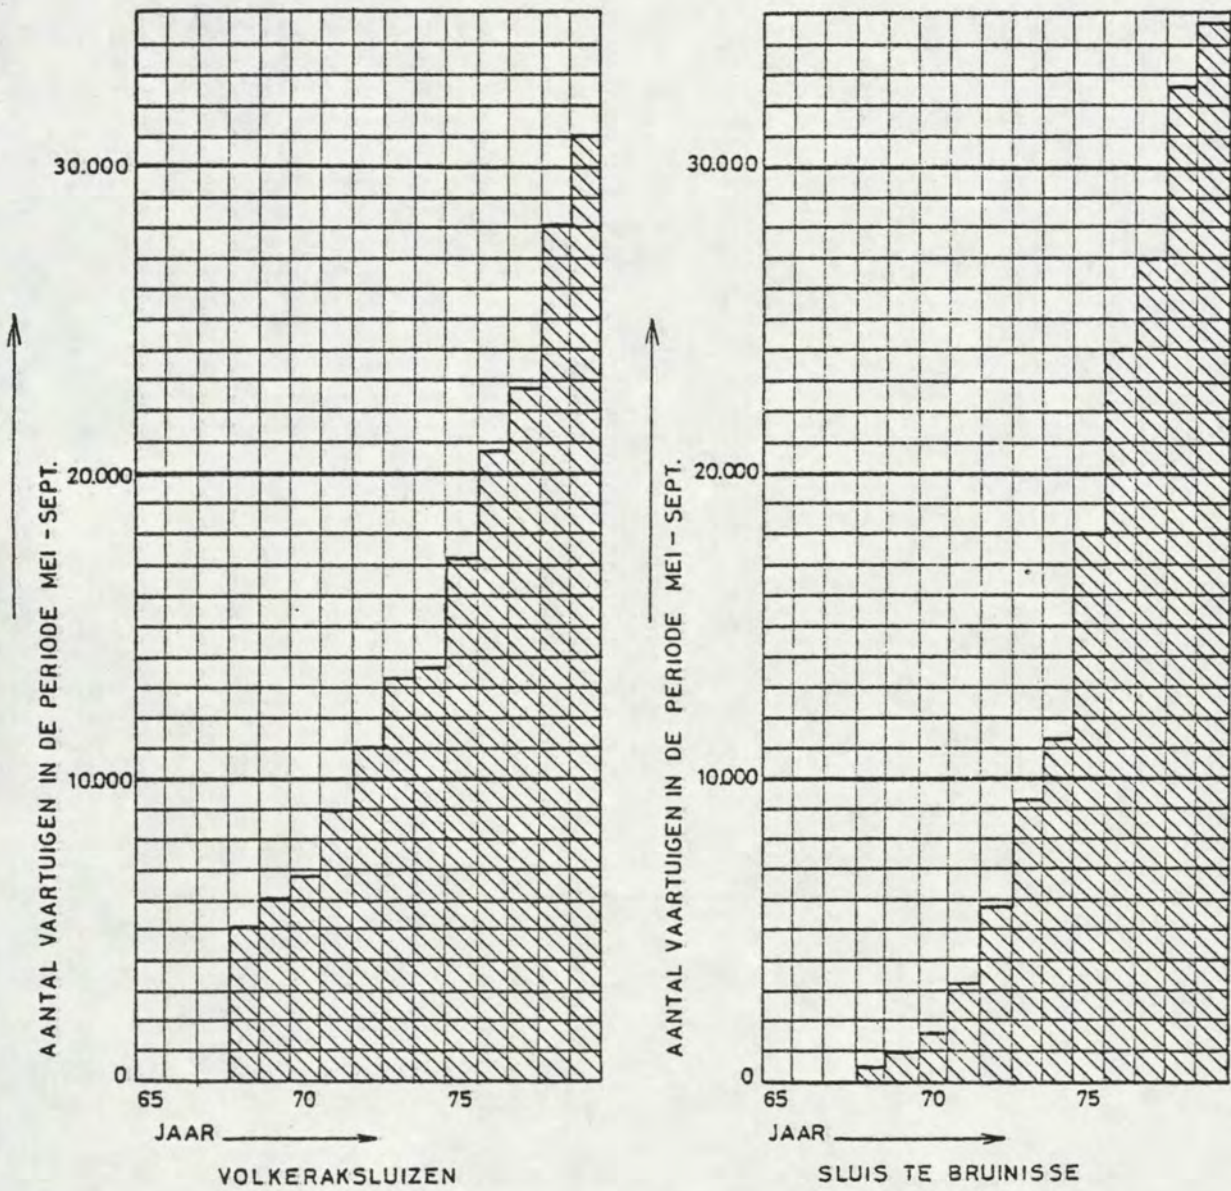 AANTAL VAARTUIGEN IN DE PERIODE MEI - SEPT.
30.000
20.000
10.000
0
65 70 75
JAAR
VOLKERAKSLUIZEN
AANTAL VAARTUIGEN IN DE PERIODE MEI - SEPT.
30.000
20.000
10.000
0
65 70 75
JAAR
SLUIS TE BRUINISSE